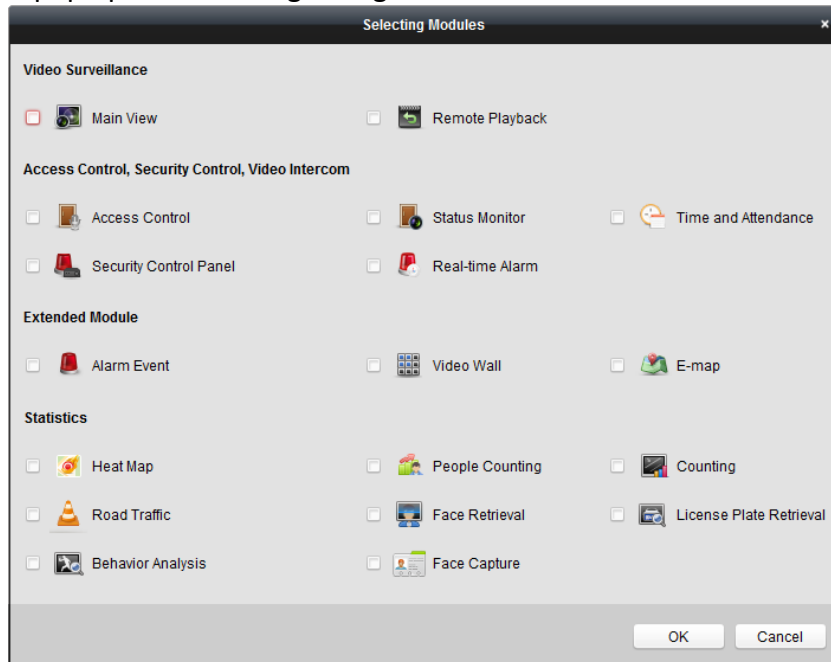 Selecting Modules ×
Video Surveillance
Main View Remote Playback
Access Control, Security Control, Video Intercom
Access Control Status Monitor Time and Attendance
Security Control Panel Real-time Alarm
Extended Module
Alarm Event Video Wall E-map
Statistics
Heat Map People Counting Counting
Road Traffic Face Retrieval License Plate Retrieval
Behavior Analysis Face Capture
OK Cancel